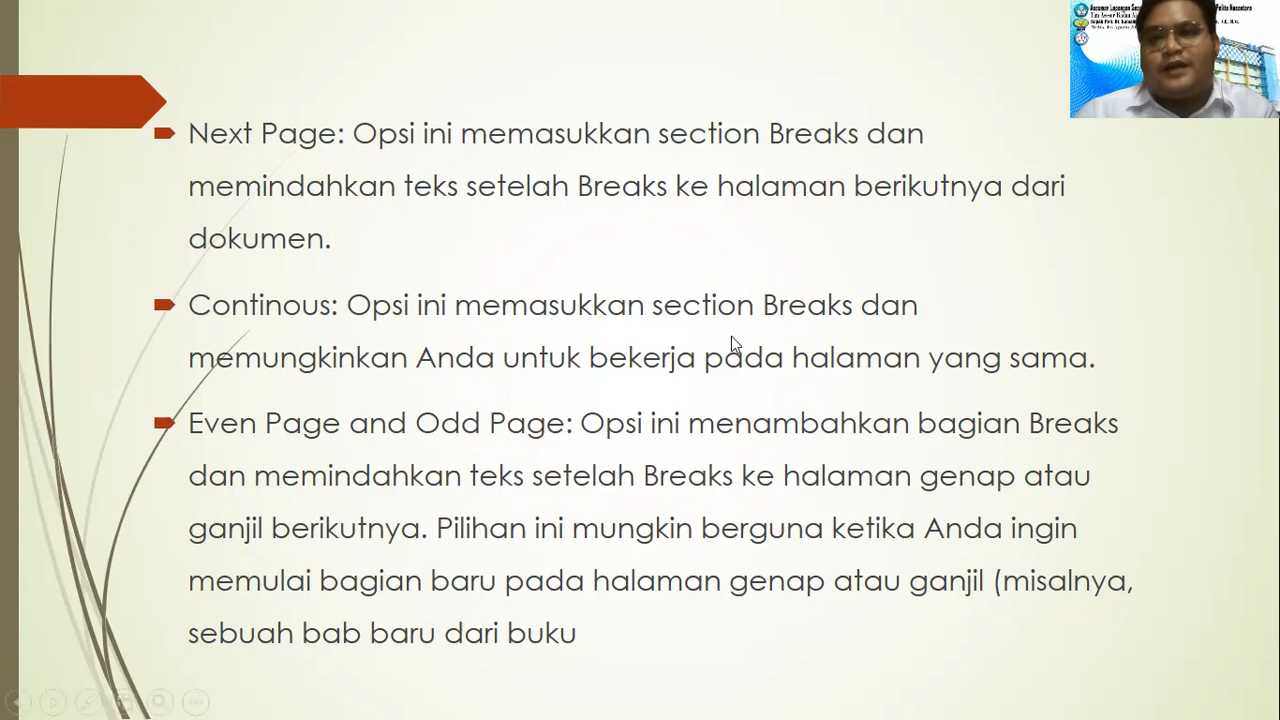 Next Page: Opsi ini memasukkan section Breaks dan
memindahkan teks setelah Breaks ke halaman berikutnya dari
dokumen.
Continous: Opsi ini memasukkan section Breaks dan
memungkinkan Anda untuk bekerja pada halaman yang sama.
Even Page and Odd Page: Opsi ini menambahkan bagian Breaks
dan memindahkan teks setelah Breaks ke halaman genap atau
ganjil berikutnya. Pilihan ini mungkin berguna ketika Anda ingin
memulai bagian baru pada halaman genap atau ganjil (misalnya,
sebuah bab baru dari buku